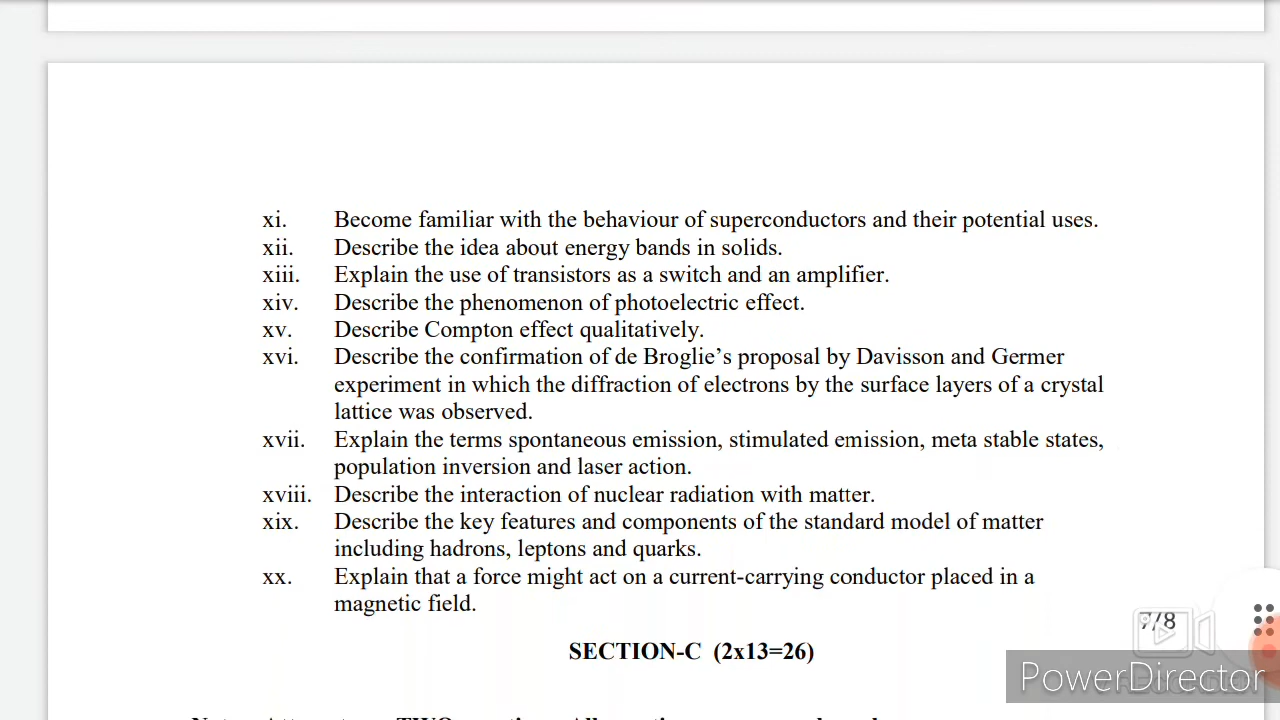 xi. Become familiar with the behaviour of superconductors and their potential uses.
xii. Describe the idea about energy bands in solids.
xiii. Explain the use of transistors as a switch and an amplifier.
xiv. Describe the phenomenon of photoelectric effect.
xv. Describe Compton effect qualitatively.
xvi. Describe the confirmation of de Broglie’s proposal by Davisson and Germer
experiment in which the diffraction of electrons by the surface layers of a crystal
lattice was observed.
xvii. Explain the terms spontaneous emission, stimulated emission, meta stable states,
population inversion and laser action.
xviii. Describe the interaction of nuclear radiation with matter.
xix. Describe the key features and components of the standard model of matter
including hadrons, leptons and quarks.
xx. Explain that a force might act on a current-carrying conductor placed in a
magnetic field.
7/8
SECTION-C (2x13=26)
PowerDirector